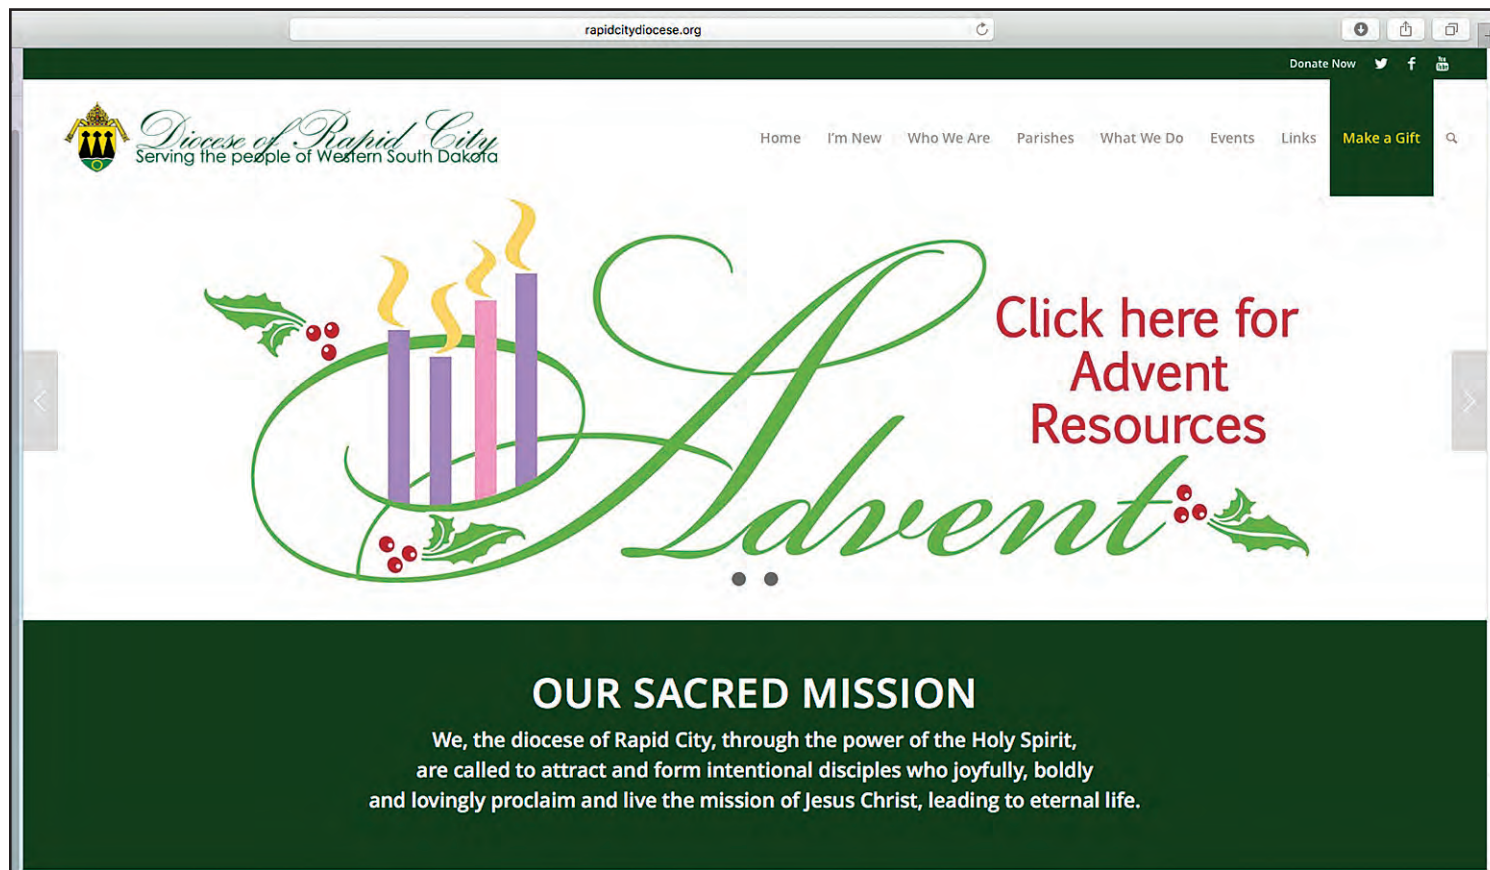 rapidcitydiocese.org
Donate Now
Diocese of Rapid City
Serving the people of Western South Dakota
Home I'm New Who We Are Parishes What We Do Events Links Make a Gift
Click here for
Advent
Resources
Advent
OUR SACRED MISSION
We, the diocese of Rapid City, through the power of the Holy Spirit,
are called to attract and form intentional disciples who joyfully, boldly
and lovingly proclaim and live the mission of Jesus Christ, leading to eternal life.